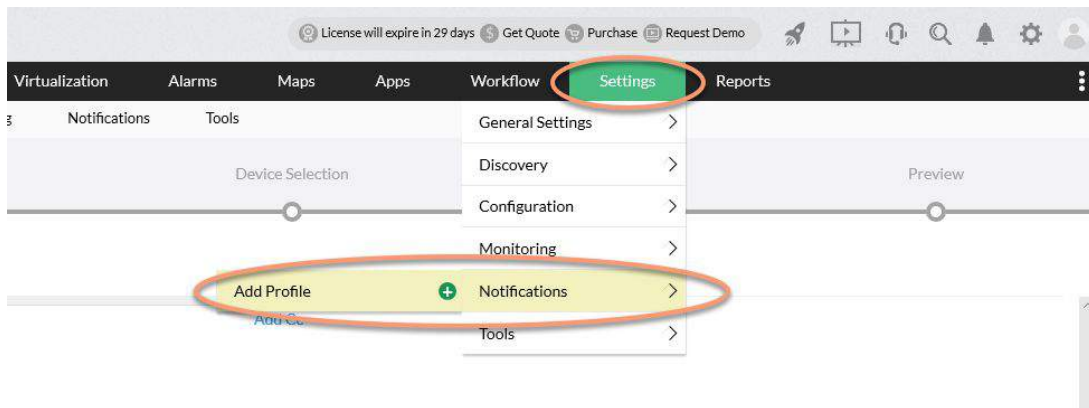 License will expire in 29 days Get Quote Purchase Request Demo
Virtualization Alarms Maps Apps Workflow Settings Reports
Notifications Tools
General Settings
Discovery
Device Selection
Preview
Configuration
Monitoring
Add Profile
Notifications
Add
Tools